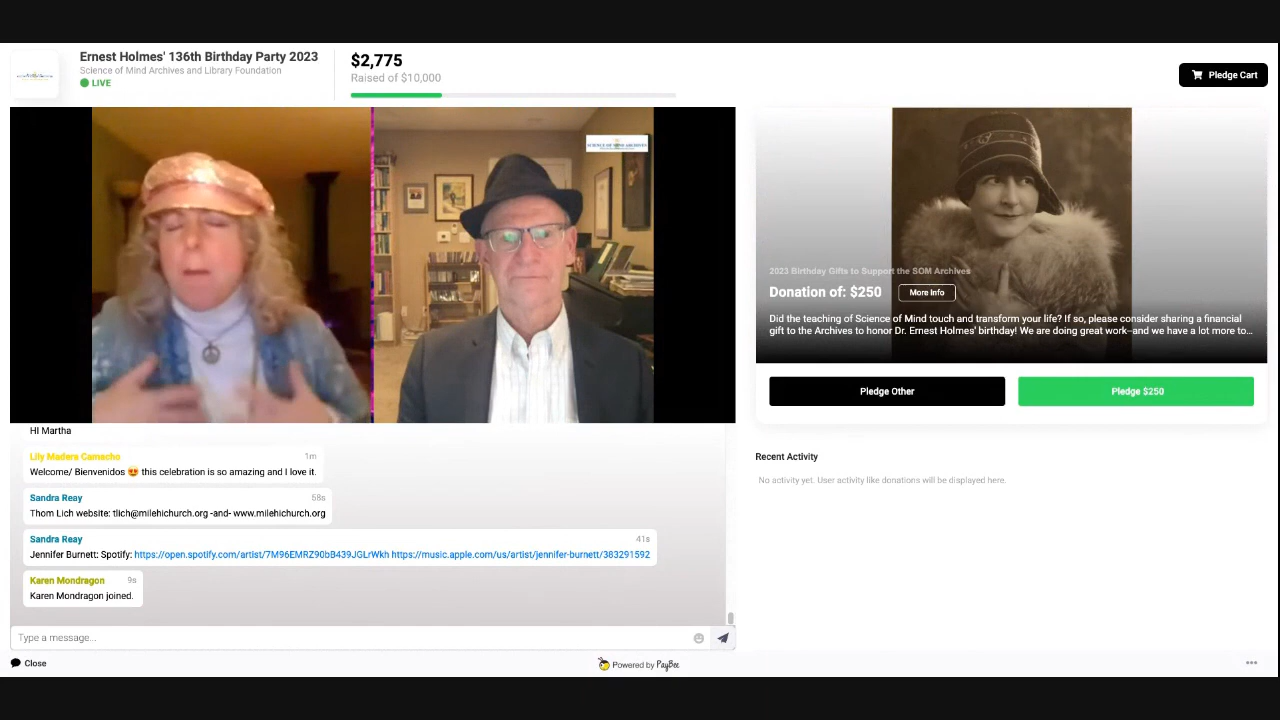 Ernest Holmes' 136th Birthday Party 2023
Science of Mind Archives and Library Foundation
LIVE
$2,775
Raised of $10,000
Pledge Cart
SCIENCE OF MIND ARCHIVES
2023 Birthday Gifts to Support the SOM Archives
Donation of: $250
More Info
Did the teaching of Science of Mind touch and transform your life? If so, please consider sharing a financial
gift to the Archives to honor Dr. Ernest Holmes' birthday! We are doing great work--and we have a lot more to...
Pledge Other
Pledge $250
Recent Activity
No activity yet. User activity like donations will be displayed here.
HI Martha
Lily Madera Camacho 1m
Welcome/ Bienvenidos 😍 this celebration is so amazing and I love it.
Sandra Reay 58s
Thom Lich website: tlich@milehichurch.org -and- www.milehichurch.org
Sandra Reay 41s
Jennifer Burnett: Spotify: https://open.spotify.com/artist/7M96EMRZ90bB439JGLrWkh https://music.apple.com/us/artist/jennifer-burnett/383291592
Karen Mondragon 9s
Karen Mondragon joined.
Type a message...
Close
Powered by PayBee